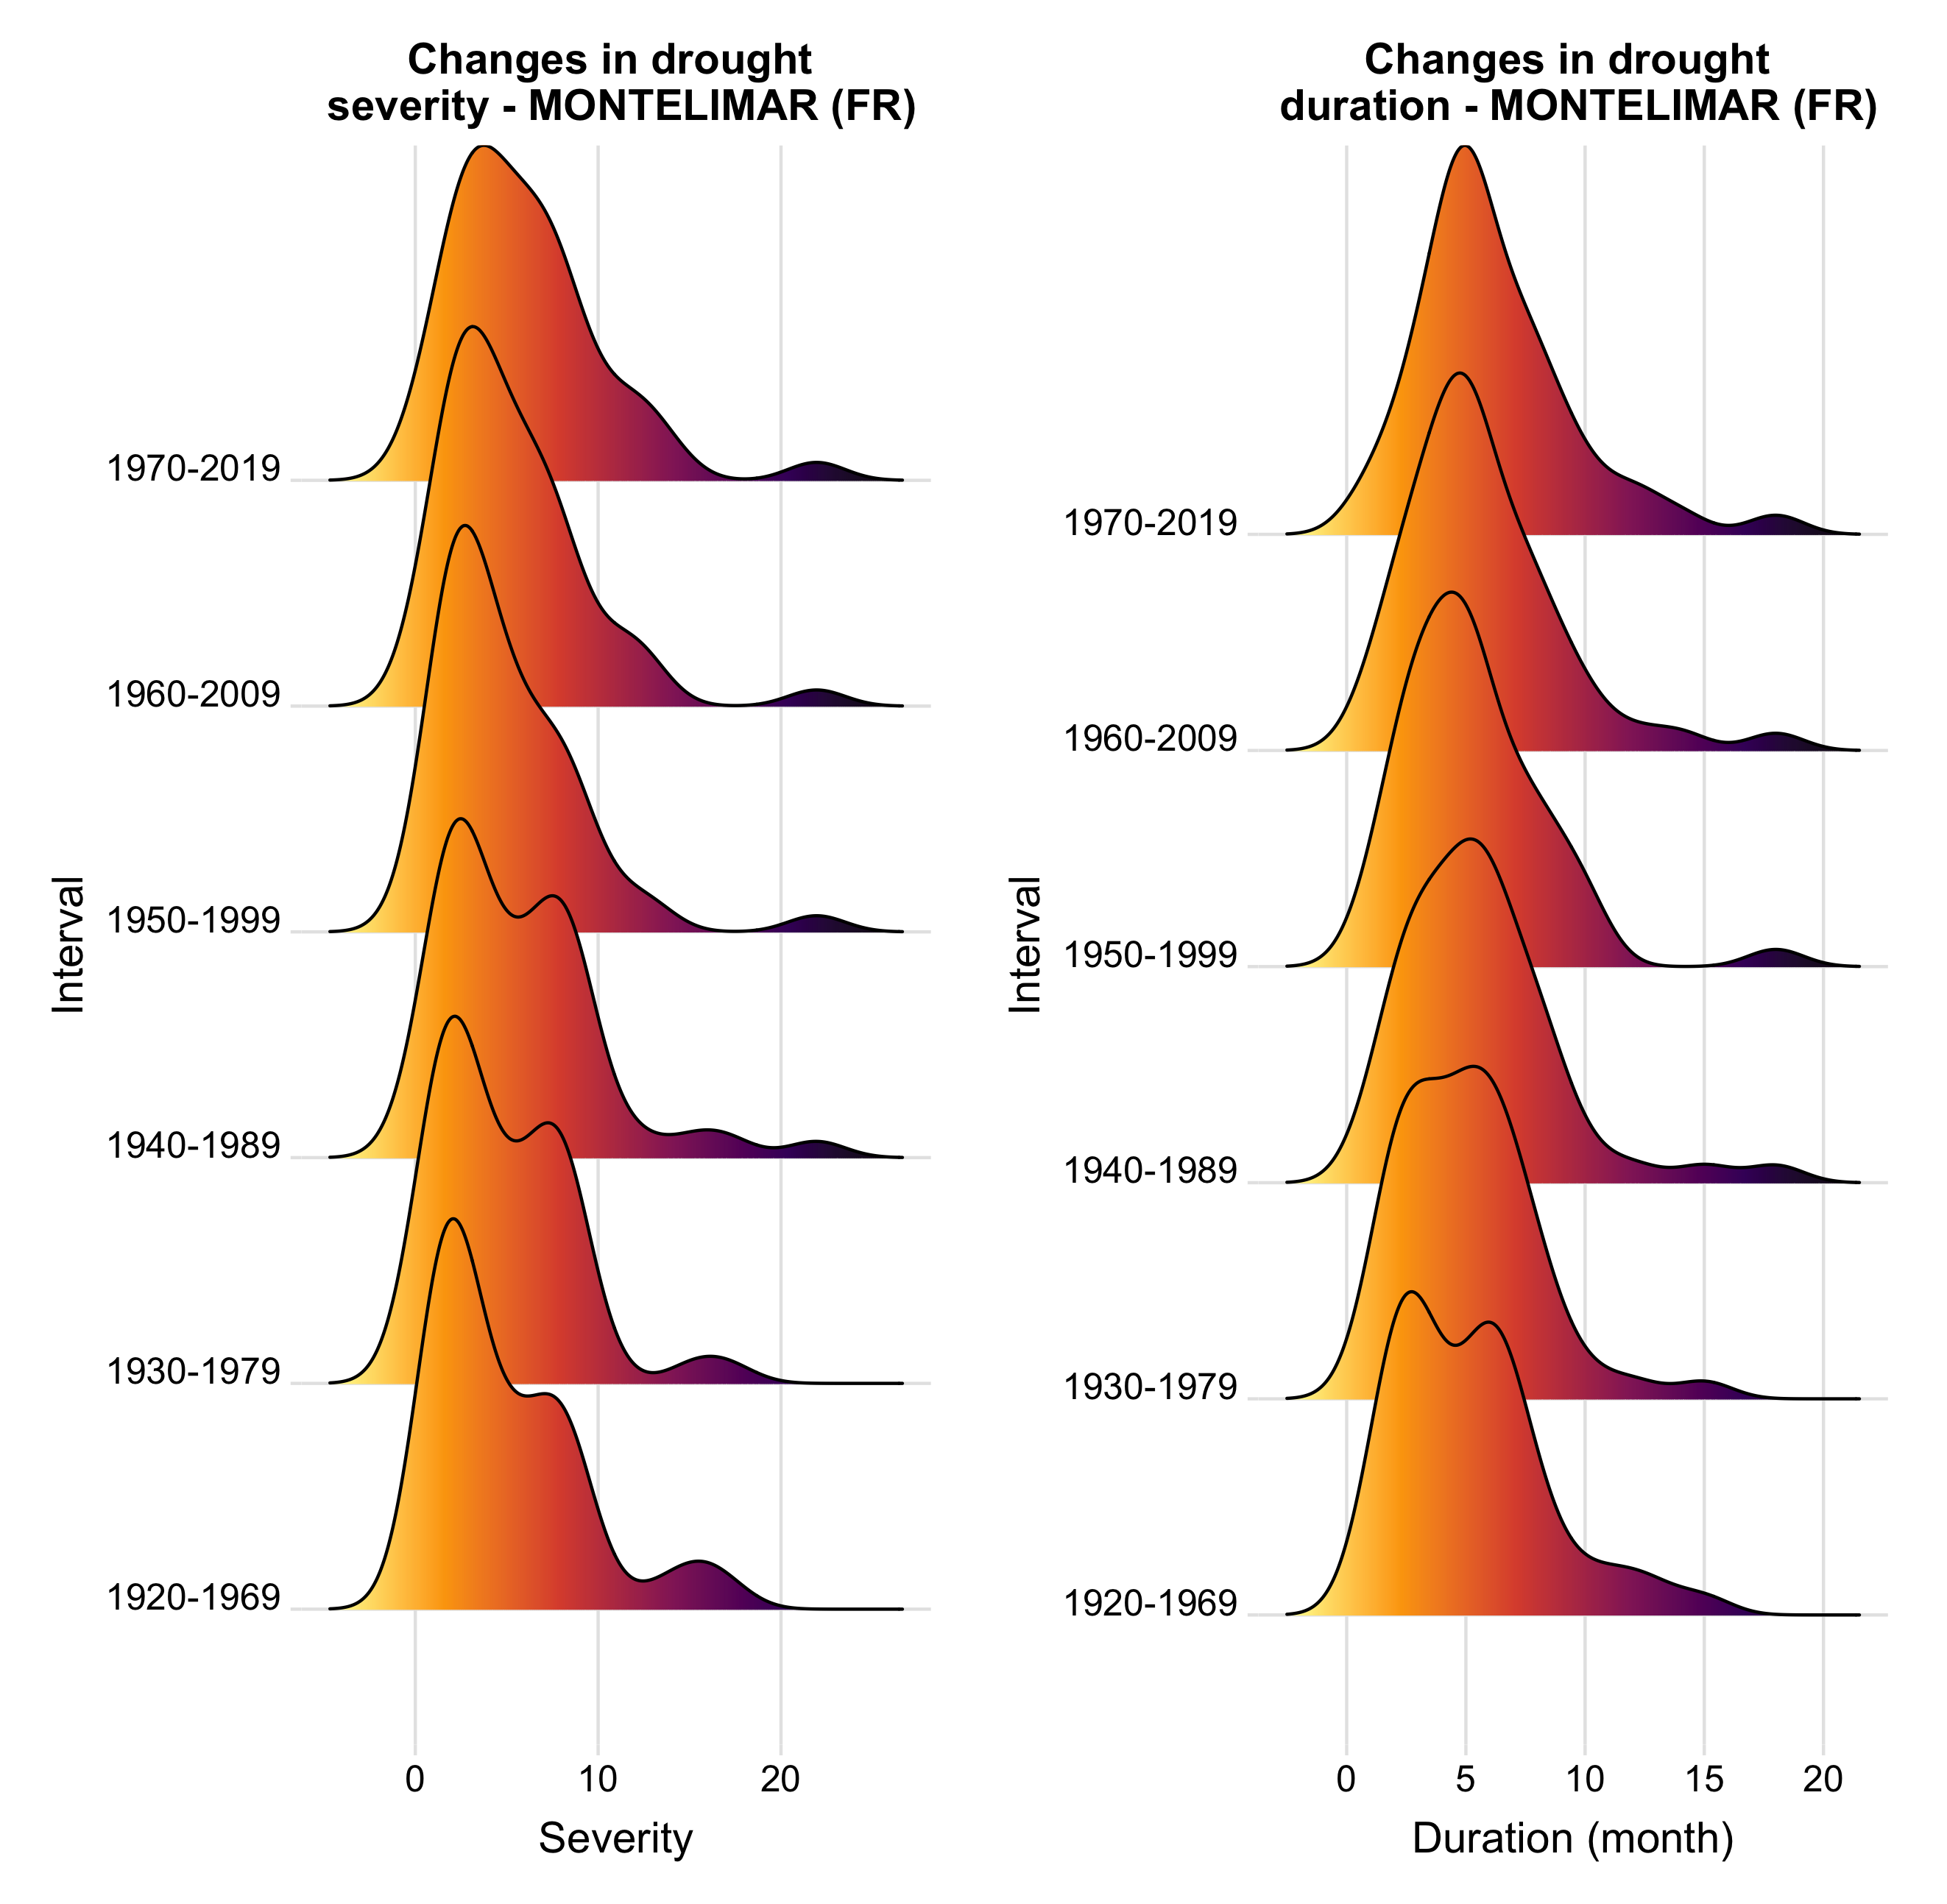 Changes in drought
severity - MONTELIMAR (FR)
Interval
1970-2019
1960-2009
1950-1999
1940-1989
1930-1979
1920-1969
0 10 20
Severity
Changes in drought
duration - MONTELIMAR (FR)
Interval
1970-2019
1960-2009
1950-1999
1940-1989
1930-1979
1920-1969
0 5 10 15 20
Duration (month)